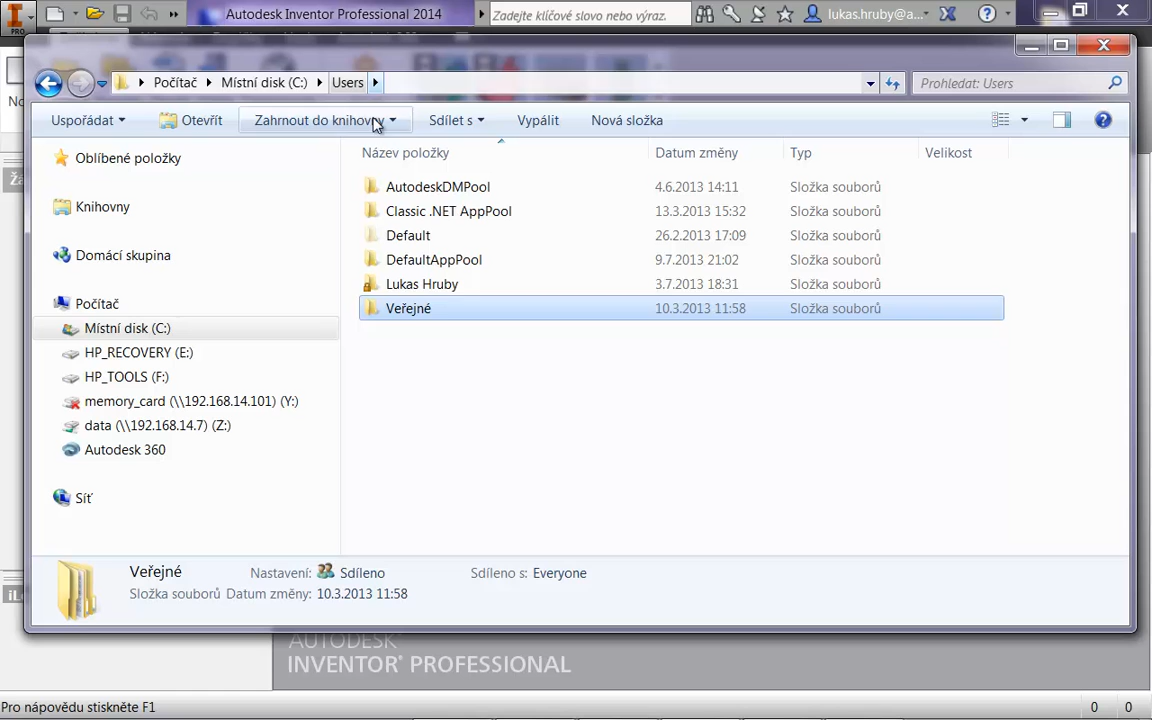 PRO
Autodesk Inventor Professional 2014
Zadejte klíčové slovo nebo výraz.
lukas.hruby@a...
Počítač
Místní disk (C:)
Users
Prohledat: Users
Uspořádat
Otevřít
Zahrnout do knihovny
Sdílet s
Vypálit
Nová složka
Název položky
Datum změny
Typ
Velikost
Oblíbené položky
Knihovny
Domácí skupina
Počítač
Místní disk (C:)
HP_RECOVERY (E:)
HP_TOOLS (F:)
memory_card (\\192.168.14.101) (Y:)
data (\\192.168.14.7) (Z:)
Autodesk 360
Síť
AutodeskDMPool 4.6.2013 14:11 Složka souborů
Classic .NET AppPool 13.3.2013 15:32 Složka souborů
Default 26.2.2013 17:09 Složka souborů
DefaultAppPool 9.7.2013 21:02 Složka souborů
Lukas Hruby 3.7.2013 18:31 Složka souborů
Veřejné 10.3.2013 11:58 Složka souborů
Veřejné Nastavení: Sdíleno Sdíleno s: Everyone
Složka souborů Datum změny: 10.3.2013 11:58
AUTODESK®
INVENTOR® PROFESSIONAL
Pro nápovědu stiskněte F1
0 0